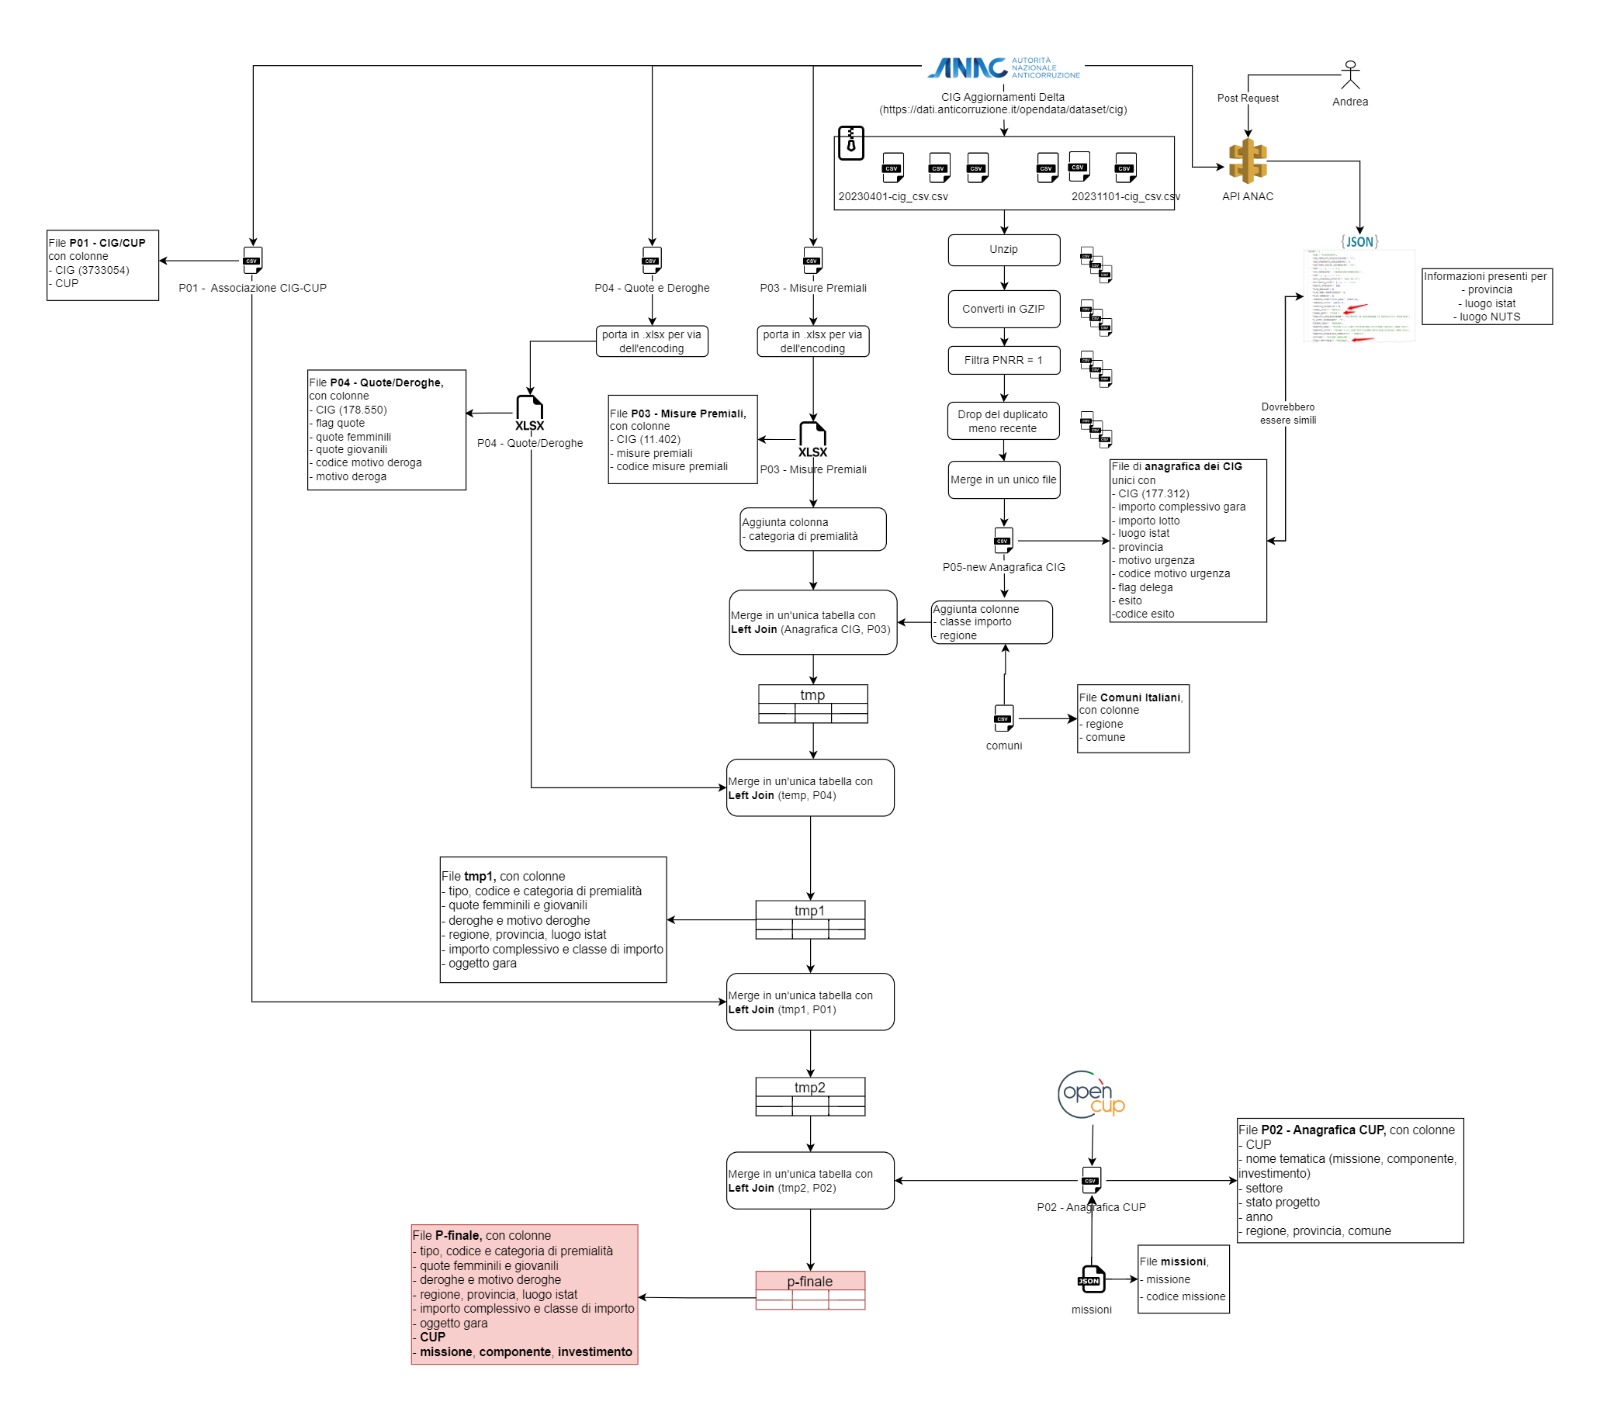 ANAC
AUTORITÀ
NAZIONALE
ANTICORRUZIONE
CIG Aggiornamenti Delta
(https://dati.anticorruzione.it/opendata/dataset/cig)
Post Request
Andrea
CSV
CSV
CSV
CSV
CSV
CSV
20230401-cig_csv.csv
20231101-cig_csv.csv
API ANAC
File P01 - CIG/CUP
con colonne
- CIG (3733054)
- CUP
CSV
P01 - Associazione CIG-CUP
CSV
P04 - Quote e Deroghe
CSV
P03 - Misure Premiali
Unzip
{JSON}
Informazioni presenti per
- provincia
- luogo istat
- luogo NUTS
Converti in GZIP
porta in .xlsx per via
dell'encoding
porta in .xlsx per via
dell'encoding
Filtra PNRR = 1
File P04 - Quote/Deroghe,
con colonne
- CIG (178.550)
- flag quote
- quote femminili
- quote giovanili
- codice motivo deroga
- motivo deroga
XLSX
P04 - Quote/Deroghe
File P03 - Misure Premiali,
con colonne
- CIG (11.402)
- misure premiali
- codice misure premiali
XLSX
P03 - Misure Premiali
Drop del duplicato
meno recente
Dovrebbero
essere simili
Merge in un unico file
File di anagrafica dei CIG
unici con
- CIG (177.312)
- importo complessivo gara
- importo lotto
- luogo istat
- provincia
- motivo urgenza
- codice motivo urgenza
- flag delega
- esito
-codice esito
Aggiunta colonna
- categoria di premialità
CSV
P05-new Anagrafica CIG
Merge in un'unica tabella con
Left Join (Anagrafica CIG, P03)
Aggiunta colonne
- classe importo
- regione
tmp
CSV
comuni
File Comuni Italiani,
con colonne
- regione
- comune
Merge in un'unica tabella con
Left Join (temp, P04)
File tmp1, con colonne
- tipo, codice e categoria di premialità
- quote femminili e giovanili
- deroghe e motivo deroghe
- regione, provincia, luogo istat
- importo complessivo e classe di importo
- oggetto gara
tmp1
Merge in un'unica tabella con
Left Join (tmp1, P01)
tmp2
open
cup
Merge in un'unica tabella con
Left Join (tmp2, P02)
CSV
P02 - Anagrafica CUP
File P02 - Anagrafica CUP, con colonne
- CUP
- nome tematica (missione, componente,
investimento)
- settore
- stato progetto
- anno
- regione, provincia, comune
File P-finale, con colonne
- tipo, codice e categoria di premialità
- quote femminili e giovanili
- deroghe e motivo deroghe
- regione, provincia, luogo istat
- importo complessivo e classe di importo
- oggetto gara
- CUP
- missione, componente, investimento
p-finale
JSON
missioni
File missioni,
- missione
- codice missione